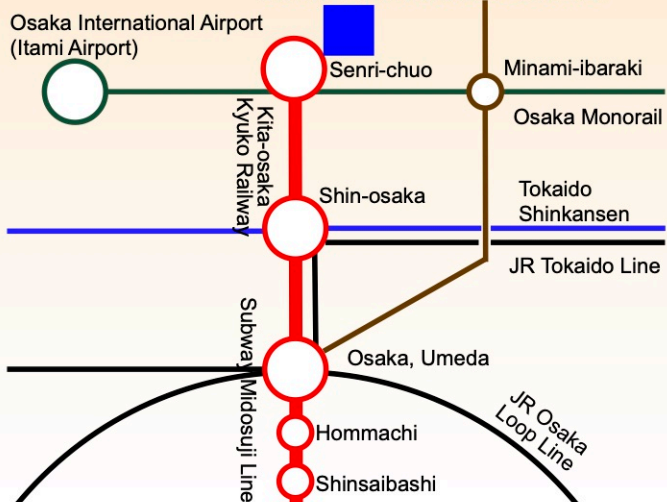 Osaka International Airport
(Itami Airport)
Senri-chuo
Minami-ibaraki
Osaka Monorail
Kita-osaka
Kyuko Railway
Shin-osaka
Tokaido
Shinkansen
JR Tokaido Line
Subway Midosuji Line
Osaka, Umeda
JR Osaka
Loop Line
Hommachi
Shinsaibashi